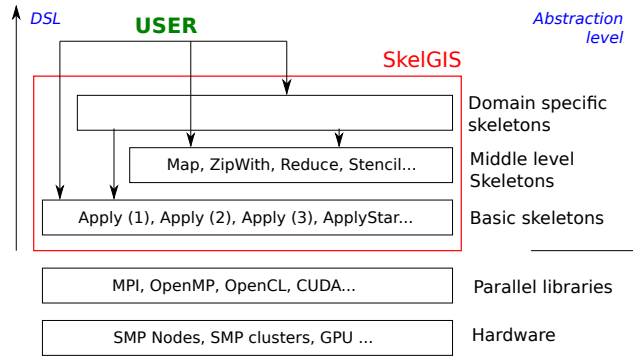 DSL
USER
Abstraction
level
SkelGIS
Domain specific
skeletons
Map, ZipWith, Reduce, Stencil...
Middle level
Skeletons
Apply (1), Apply (2), Apply (3), ApplyStar...
Basic skeletons
MPI, OpenMP, OpenCL, CUDA...
Parallel libraries
SMP Nodes, SMP clusters, GPU ...
Hardware